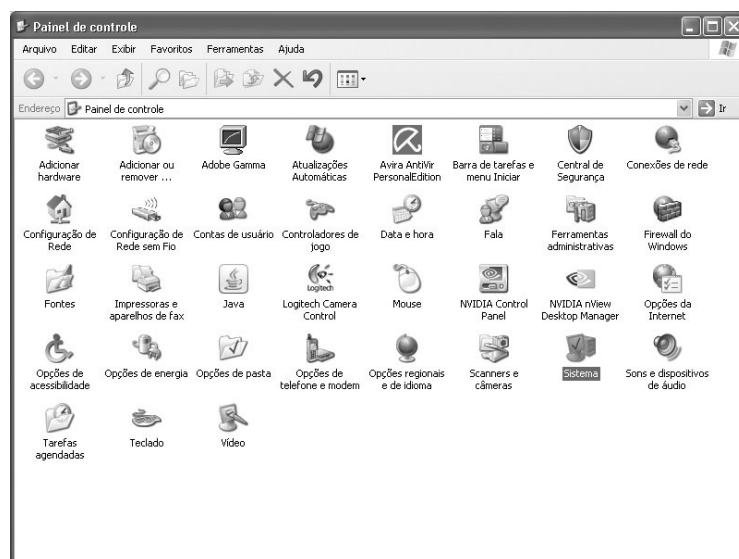 Painel de controle
Arquivo Editar Exibir Favoritos Ferramentas Ajuda
Endereço Painel de controle Ir
Adicionar hardware
Adicionar ou remover ...
Adobe Gamma
Atualizações Automáticas
Avira AntiVir PersonalEdition
Barra de tarefas e menu Iniciar
Central de Segurança
Conexões de rede
Configuração de Rede
Configuração de Rede sem Fio
Contas de usuário
Controladores de jogo
Data e hora
Fala
Ferramentas administrativas
Firewall do Windows
Fontes
Impressoras e aparelhos de fax
Java
Logitech
Logitech Camera Control
Mouse
NVIDIA Control Panel
NVIDIA nView Desktop Manager
Opções da Internet
Opções de acessibilidade
Opções de energia
Opções de pasta
Opções de telefone e modem
Opções regionais e de idioma
Scanners e câmeras
Sistema
Sons e dispositivos de áudio
Tarefas agendadas
Teclado
Vídeo